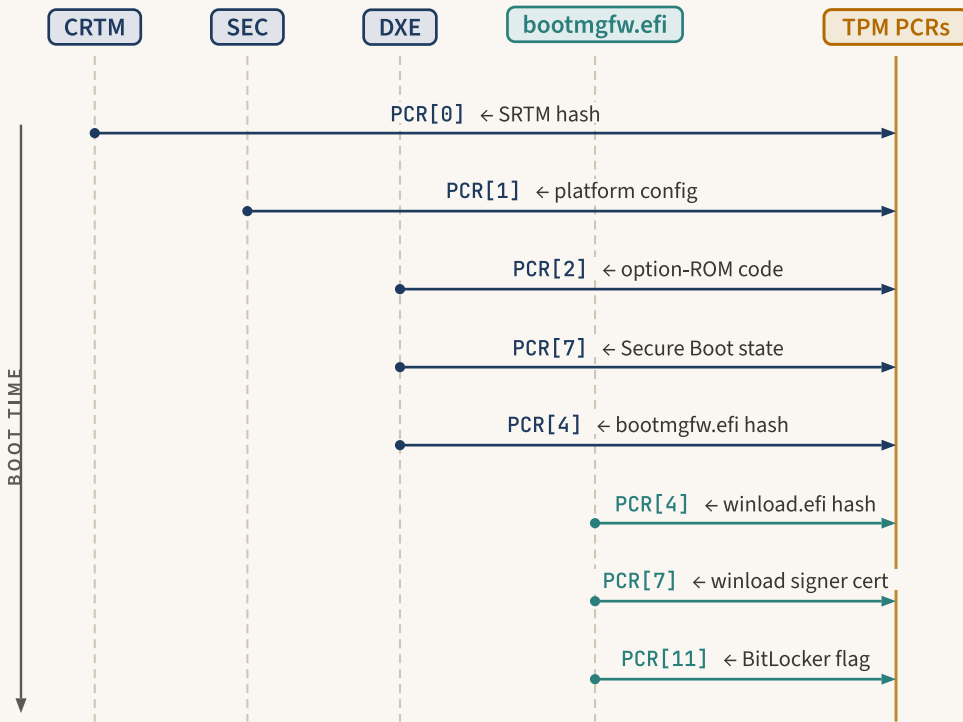 CRTM SEC DXE bootmgfw.efi TPM PCRs
PCR[0] ← SRTM hash
PCR[1] ← platform config
PCR[2] ← option-ROM code
PCR[7] ← Secure Boot state
BOOT TIME
PCR[4] ← bootmgfw.efi hash
PCR[4] ← winload.efi hash
PCR[7] ← winload signer cert
PCR[11] ← BitLocker flag